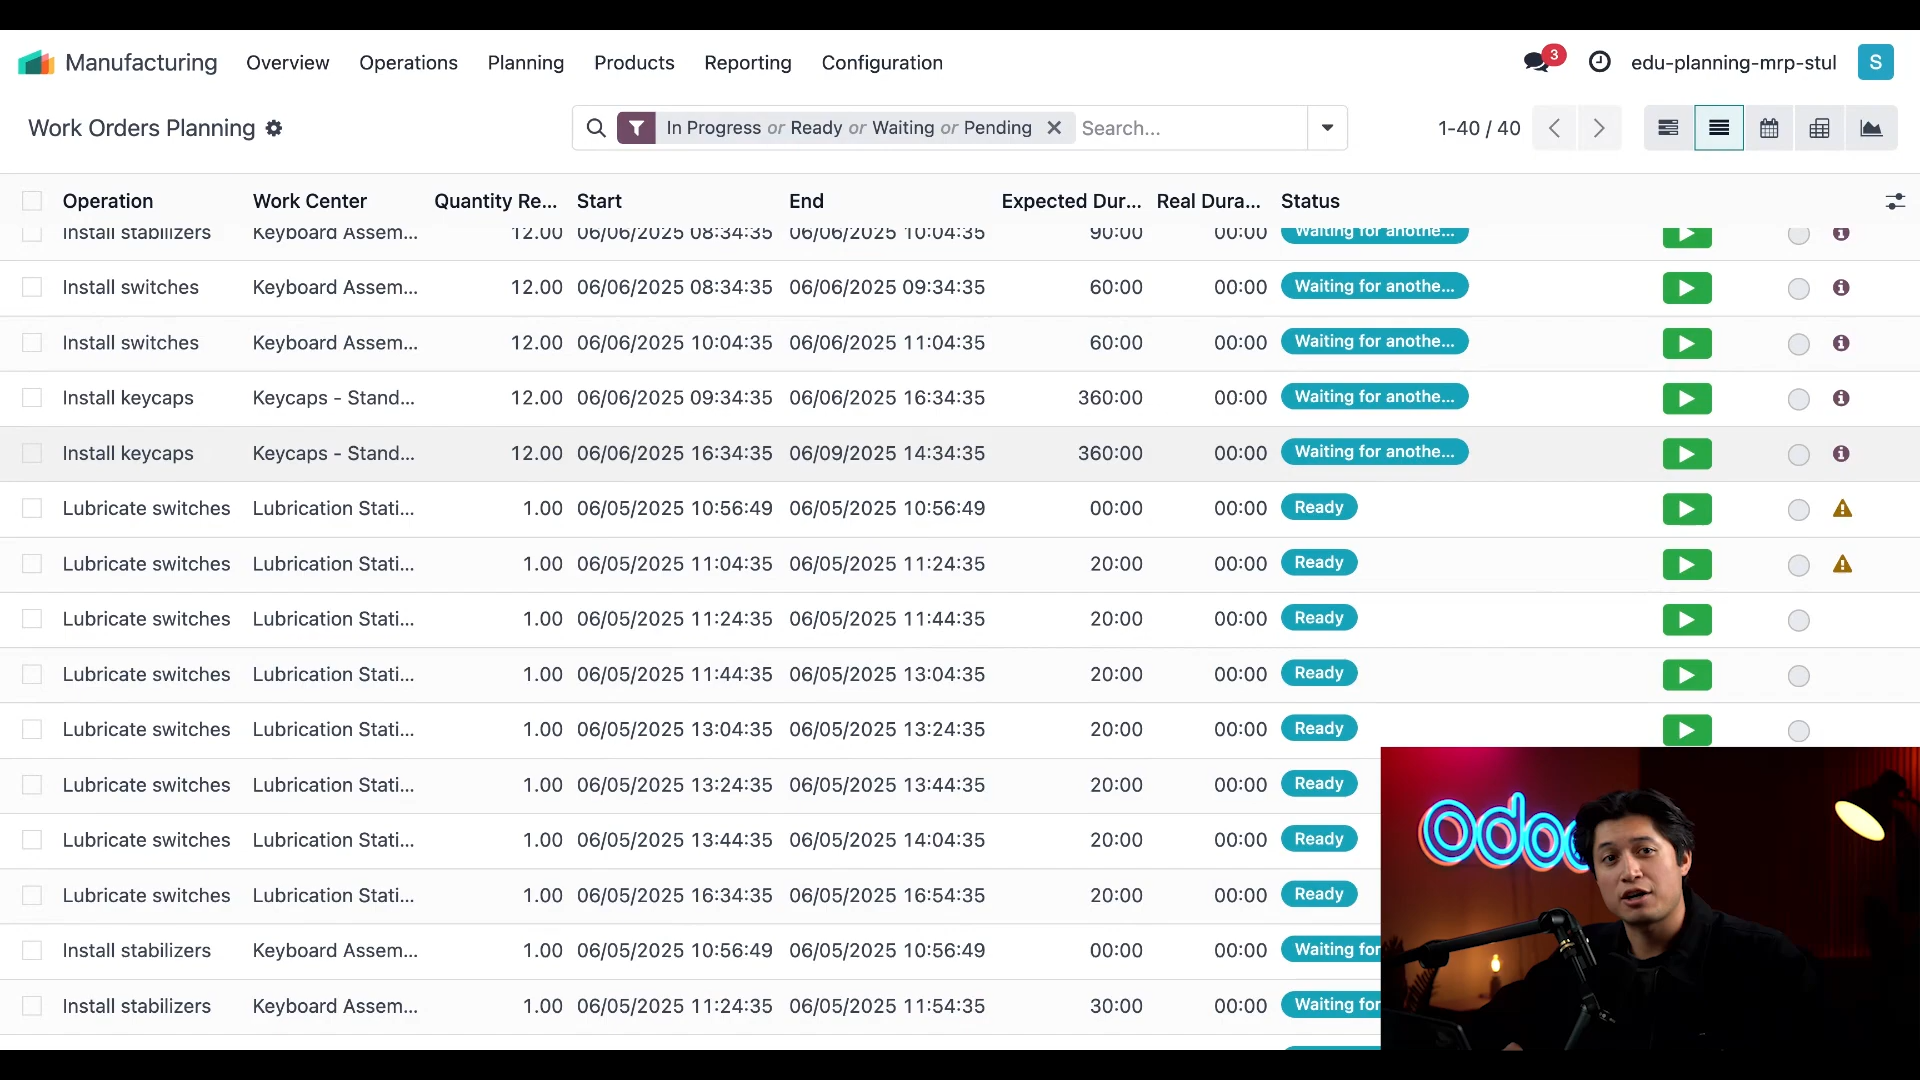 Manufacturing Overview Operations Planning Products Reporting Configuration 3 edu-planning-mrp-stul S
Work Orders Planning In Progress or Ready or Waiting or Pending Search... 1-40 / 40
Operation Work Center Quantity Re... Start End Expected Dur... Real Dura... Status
Install stabilizers Keyboard Assem... 12.00 06/06/2025 08:34:35 06/06/2025 10:04:35 90:00 00:00 Waiting for anothe...
Install switches Keyboard Assem... 12.00 06/06/2025 08:34:35 06/06/2025 09:34:35 60:00 00:00 Waiting for anothe...
Install switches Keyboard Assem... 12.00 06/06/2025 10:04:35 06/06/2025 11:04:35 60:00 00:00 Waiting for anothe...
Install keycaps Keycaps - Stand... 12.00 06/06/2025 09:34:35 06/06/2025 16:34:35 360:00 00:00 Waiting for anothe...
Install keycaps Keycaps - Stand... 12.00 06/06/2025 16:34:35 06/09/2025 14:34:35 360:00 00:00 Waiting for anothe...
Lubricate switches Lubrication Stati... 1.00 06/05/2025 10:56:49 06/05/2025 10:56:49 00:00 00:00 Ready
Lubricate switches Lubrication Stati... 1.00 06/05/2025 11:04:35 06/05/2025 11:24:35 20:00 00:00 Ready
Lubricate switches Lubrication Stati... 1.00 06/05/2025 11:24:35 06/05/2025 11:44:35 20:00 00:00 Ready
Lubricate switches Lubrication Stati... 1.00 06/05/2025 11:44:35 06/05/2025 13:04:35 20:00 00:00 Ready
Lubricate switches Lubrication Stati... 1.00 06/05/2025 13:04:35 06/05/2025 13:24:35 20:00 00:00 Ready
Lubricate switches Lubrication Stati... 1.00 06/05/2025 13:24:35 06/05/2025 13:44:35 20:00 00:00 Ready
Lubricate switches Lubrication Stati... 1.00 06/05/2025 13:44:35 06/05/2025 14:04:35 20:00 00:00 Ready
Lubricate switches Lubrication Stati... 1.00 06/05/2025 16:34:35 06/05/2025 16:54:35 20:00 00:00 Ready
Install stabilizers Keyboard Assem... 1.00 06/05/2025 10:56:49 06/05/2025 10:56:49 00:00 00:00 Waiting for
Install stabilizers Keyboard Assem... 1.00 06/05/2025 11:24:35 06/05/2025 11:54:35 30:00 00:00 Waiting for
odoo